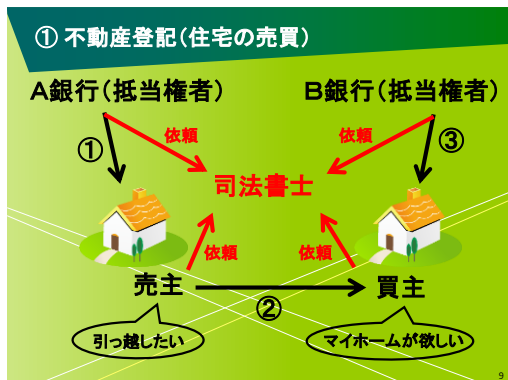 ① 不動産登記（住宅の売買）
A銀行（抵当権者）
B銀行（抵当権者）
依頼
依頼
①
③
司法書士
依頼
依頼
売主
②
買主
引っ越したい
マイホームが欲しい
9